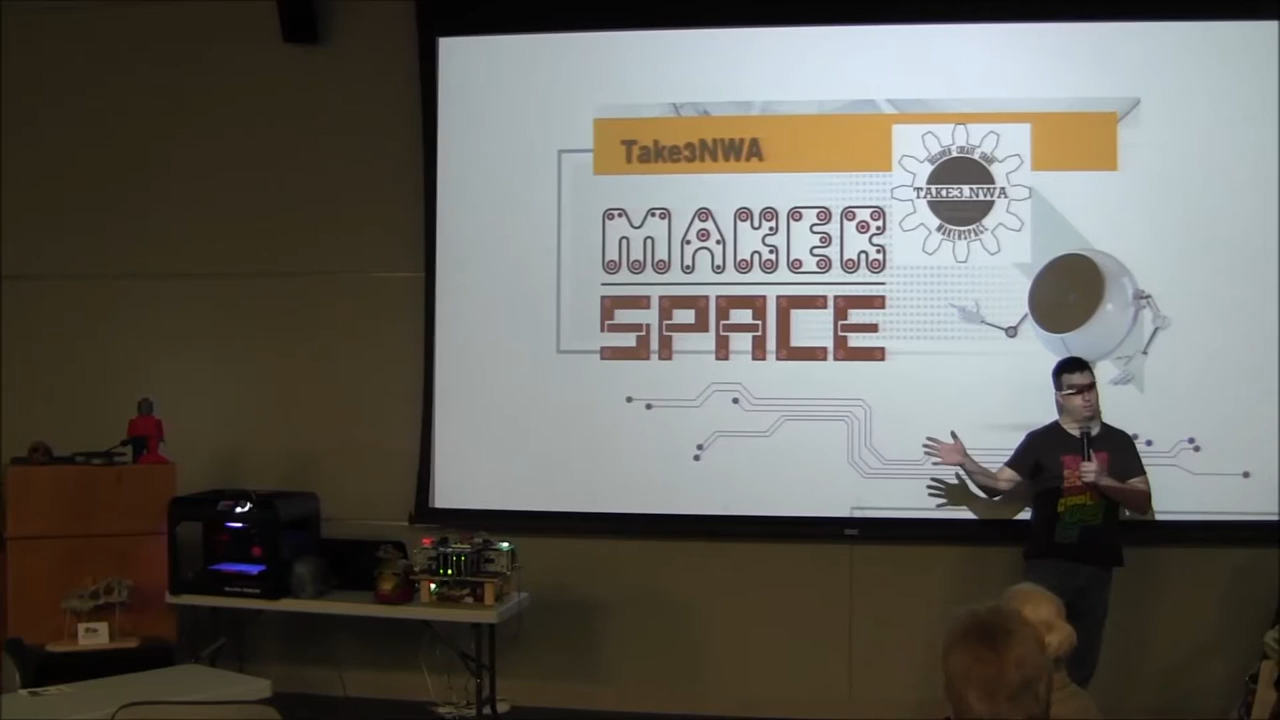 Take3NWA
DISCOVER · CREATE · SHARE
TAKE3.NWA
MAKERSPACE
MAKER
SPACE